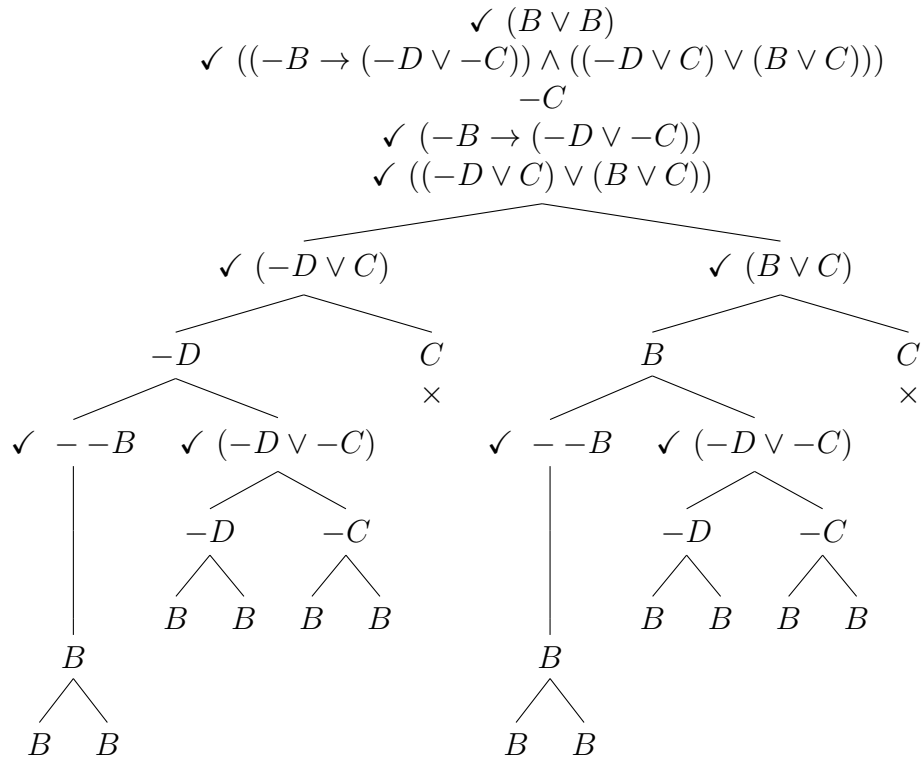 ✓ (B ∨ B)
✓ ((−B → (−D ∨ −C)) ∧ ((−D ∨ C) ∨ (B ∨ C)))
−C
✓ (−B → (−D ∨ −C))
✓ ((−D ∨ C) ∨ (B ∨ C))
✓ (−D ∨ C) ✓ (B ∨ C)
−D C B C
× ×
✓ − −B ✓ (−D ∨ −C) ✓ − −B ✓ (−D ∨ −C)
−D −C −D −C
B B B B B B B B
B B
B B B B